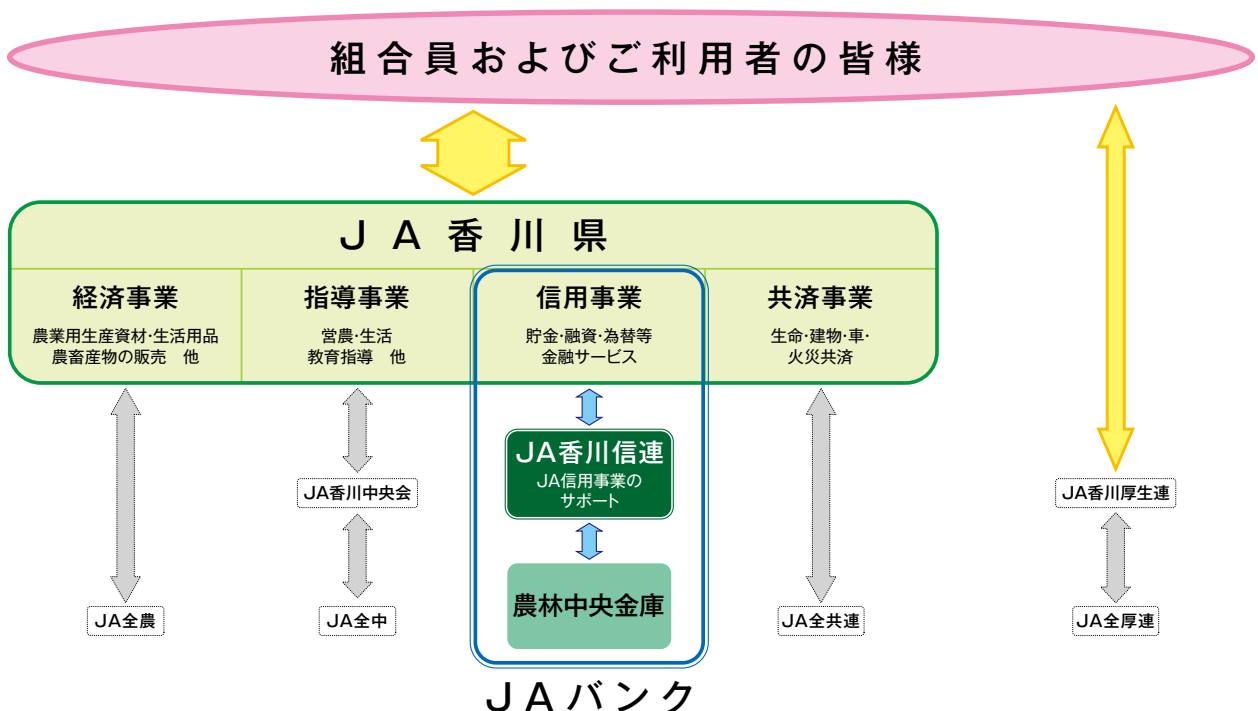 組合員およびご利用者の皆様
JA香川県
経済事業
農業用生産資材・生活用品
農畜産物の販売　他
指導事業
営農・生活
教育指導　他
信用事業
貯金・融資・為替等
金融サービス
共済事業
生命・建物・車・
火災共済
JA香川信連
JA信用事業の
サポート
JA香川中央会
JA香川厚生連
JA全農
JA全中
農林中央金庫
JA全共連
JA全厚連
JAバンク